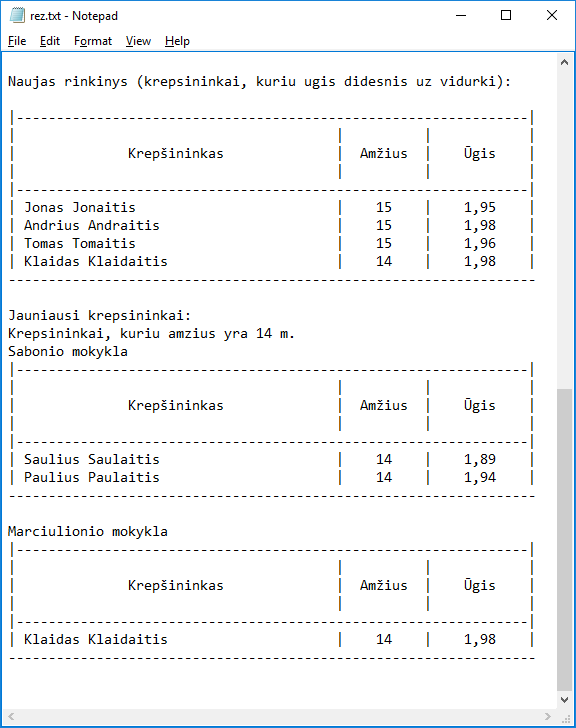 rez.txt - Notepad
File Edit Format View Help
Naujas rinkinys (krepsininkai, kuriu ugis didesnis uz vidurki):
|----------------------------------------------------------------|
| | | |
| Krepšininkas | Amžius | Ūgis |
| | | |
|----------------------------------------------------------------|
| Jonas Jonaitis | 15 | 1,95 |
| Andrius Andraitis | 15 | 1,98 |
| Tomas Tomaitis | 15 | 1,96 |
| Klaidas Klaidaitis | 14 | 1,98 |
------------------------------------------------------------------
Jauniausi krepsininkai:
Krepsininkai, kuriu amzius yra 14 m.
Sabonio mokykla
|----------------------------------------------------------------|
| | | |
| Krepšininkas | Amžius | Ūgis |
| | | |
|----------------------------------------------------------------|
| Saulius Saulaitis | 14 | 1,89 |
| Paulius Paulaitis | 14 | 1,94 |
------------------------------------------------------------------
Marciulionio mokykla
|----------------------------------------------------------------|
| | | |
| Krepšininkas | Amžius | Ūgis |
| | | |
|----------------------------------------------------------------|
| Klaidas Klaidaitis | 14 | 1,98 |
------------------------------------------------------------------